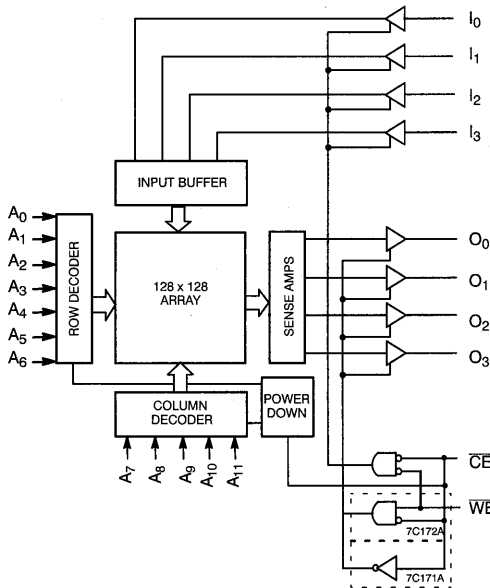 I0
I1
I2
I3
INPUT BUFFER
A0
A1
A2
A3
A4
A5
A6
ROW DECODER
128 x 128
ARRAY
SENSE AMPS
O0
O1
O2
O3
COLUMN
DECODER
POWER
DOWN
A7
A8
A9
A10
A11
CE
WE
7C172A
7C171A